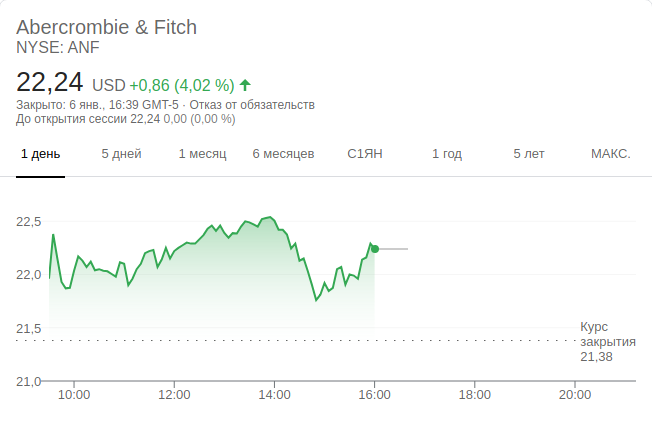 Abercrombie & Fitch
NYSE: ANF
22,24 USD +0,86 (4,02 %)
Закрыто: 6 янв., 16:39 GMT-5 · Отказ от обязательств
До открытия сессии 22,24 0,00 (0,00 %)
1 день 5 дней 1 месяц 6 месяцев С1ЯН 1 год 5 лет МАКС.
22,5
22,0
21,5
21,0
Курс
закрытия
21,38
10:00 12:00 14:00 16:00 18:00 20:00